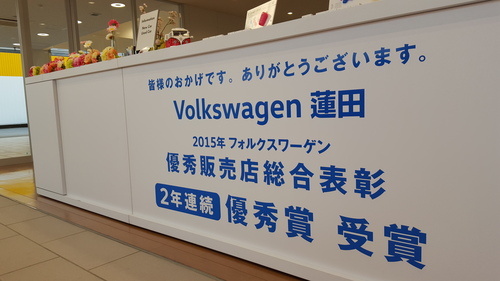 皆様のおかげです。ありがとうございます。
Volkswagen 蓮田
2015年 フォルクスワーゲン
優秀販売店総合表彰
2年連続 優秀賞 受賞